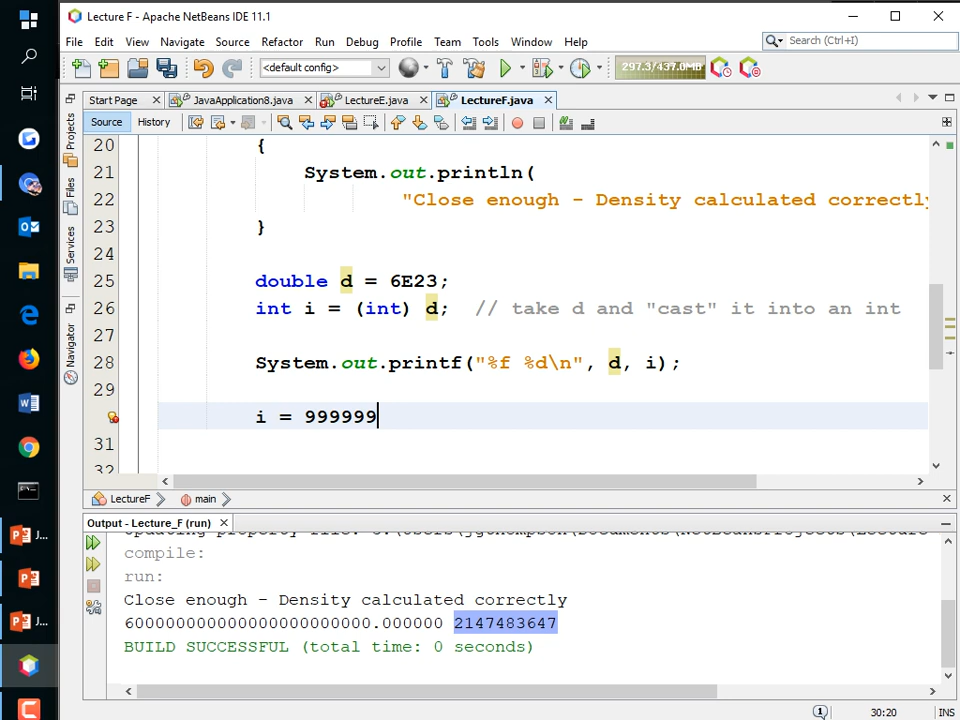 Lecture F - Apache NetBeans IDE 11.1
File Edit View Navigate Source Refactor Run Debug Profile Team Tools Window Help
Search (Ctrl+I)
<default config>
297.3/437.0MB
Start Page JavaApplication8.java LectureE.java LectureF.java
Source History
Projects
Files
Services
Navigator
20 {
21 System.out.println(
22 "Close enough - Density calculated correctly
23 }
24
25 double d = 6E23;
26 int i = (int) d; // take d and "cast" it into an int
27
28 System.out.printf("%f %d\n", d, i);
29
i = 999999
31
32
LectureF main
Output - Lecture_F (run)
compile:
run:
Close enough - Density calculated correctly
600000000000000000000000.000000 2147483647
BUILD SUCCESSFUL (total time: 0 seconds)
1 30:20 INS